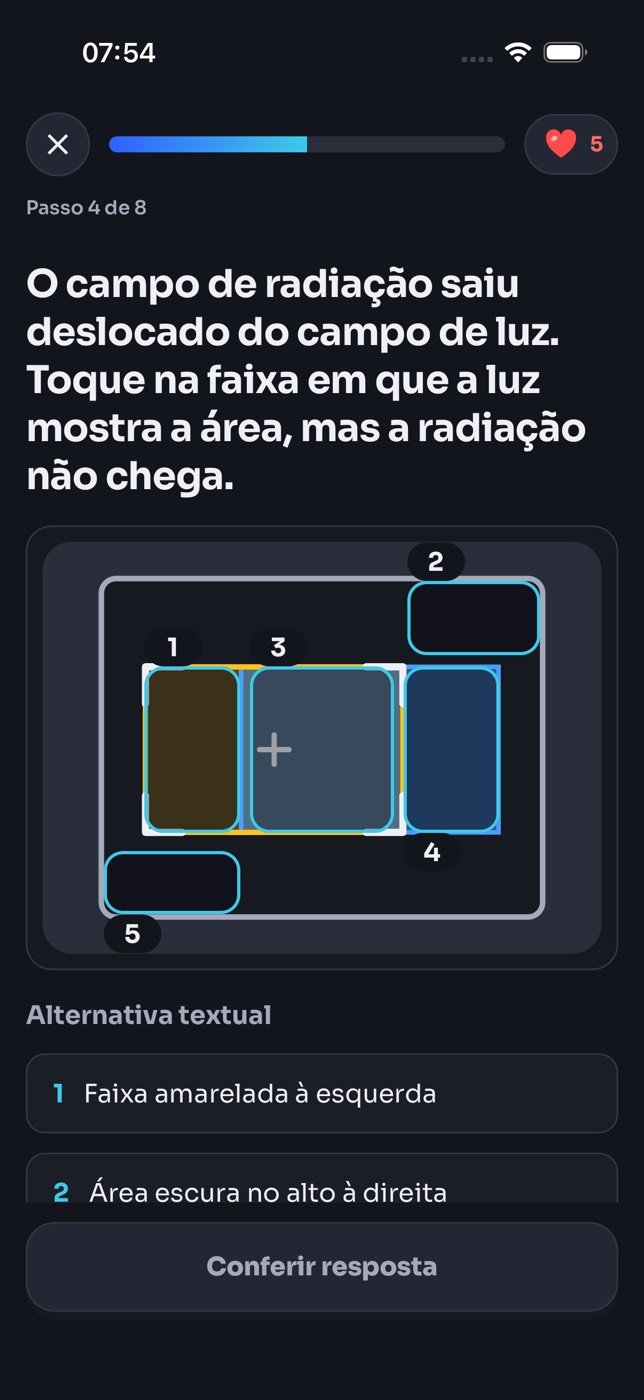 07:54
5
Passo 4 de 8
O campo de radiação saiu
deslocado do campo de luz.
Toque na faixa em que a luz
mostra a área, mas a radiação
não chega.
2
1
3
4
5
Alternativa textual
1 Faixa amarelada à esquerda
2 Área escura no alto à direita
Conferir resposta